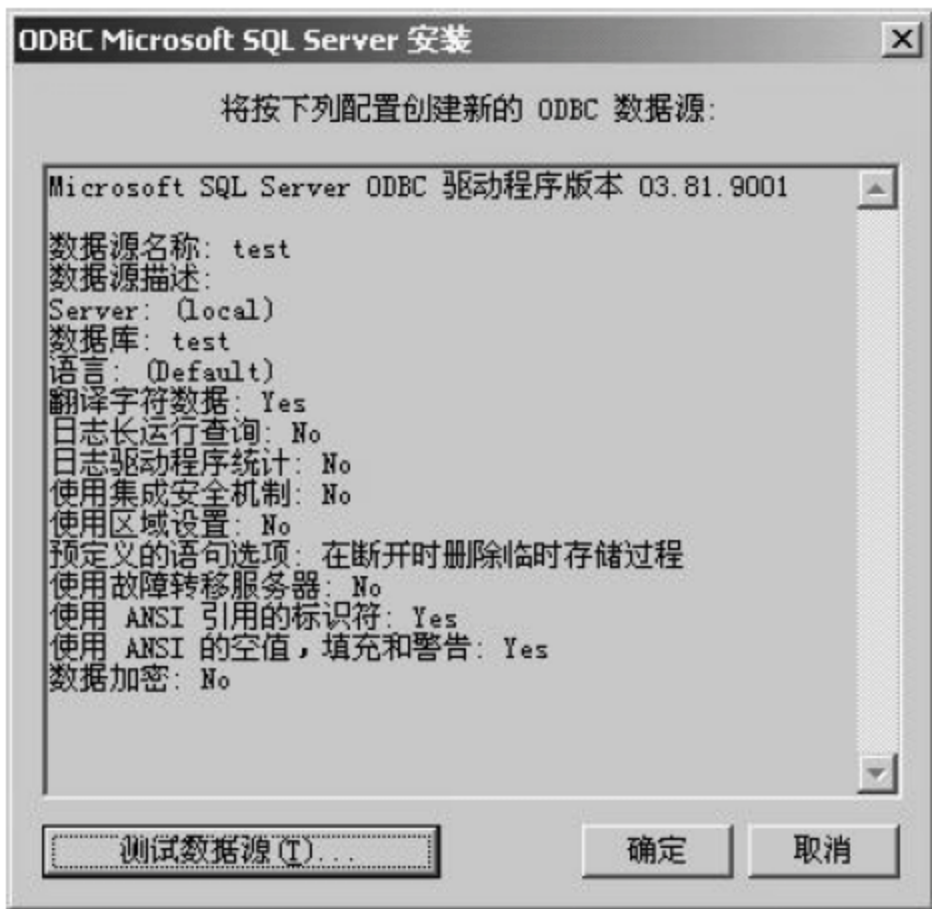 ODBC Microsoft SQL Server 安装
将按下列配置创建新的 ODBC 数据源:
Microsoft SQL Server ODBC 驱动程序版本 03.81.9001
数据源名称: test
数据源描述:
Server: (local)
数据库: test
语言: (Default)
翻译字符数据: Yes
日志长运行查询: No
日志驱动程序统计: No
使用集成安全机制: No
使用区域设置: No
预定义的语句选项: 在断开时删除临时存储过程
使用故障转移服务器: No
使用 ANSI 引用的标识符: Yes
使用 ANSI 的空值,填充和警告: Yes
数据加密: No
测试数据源(T)...
确定
取消